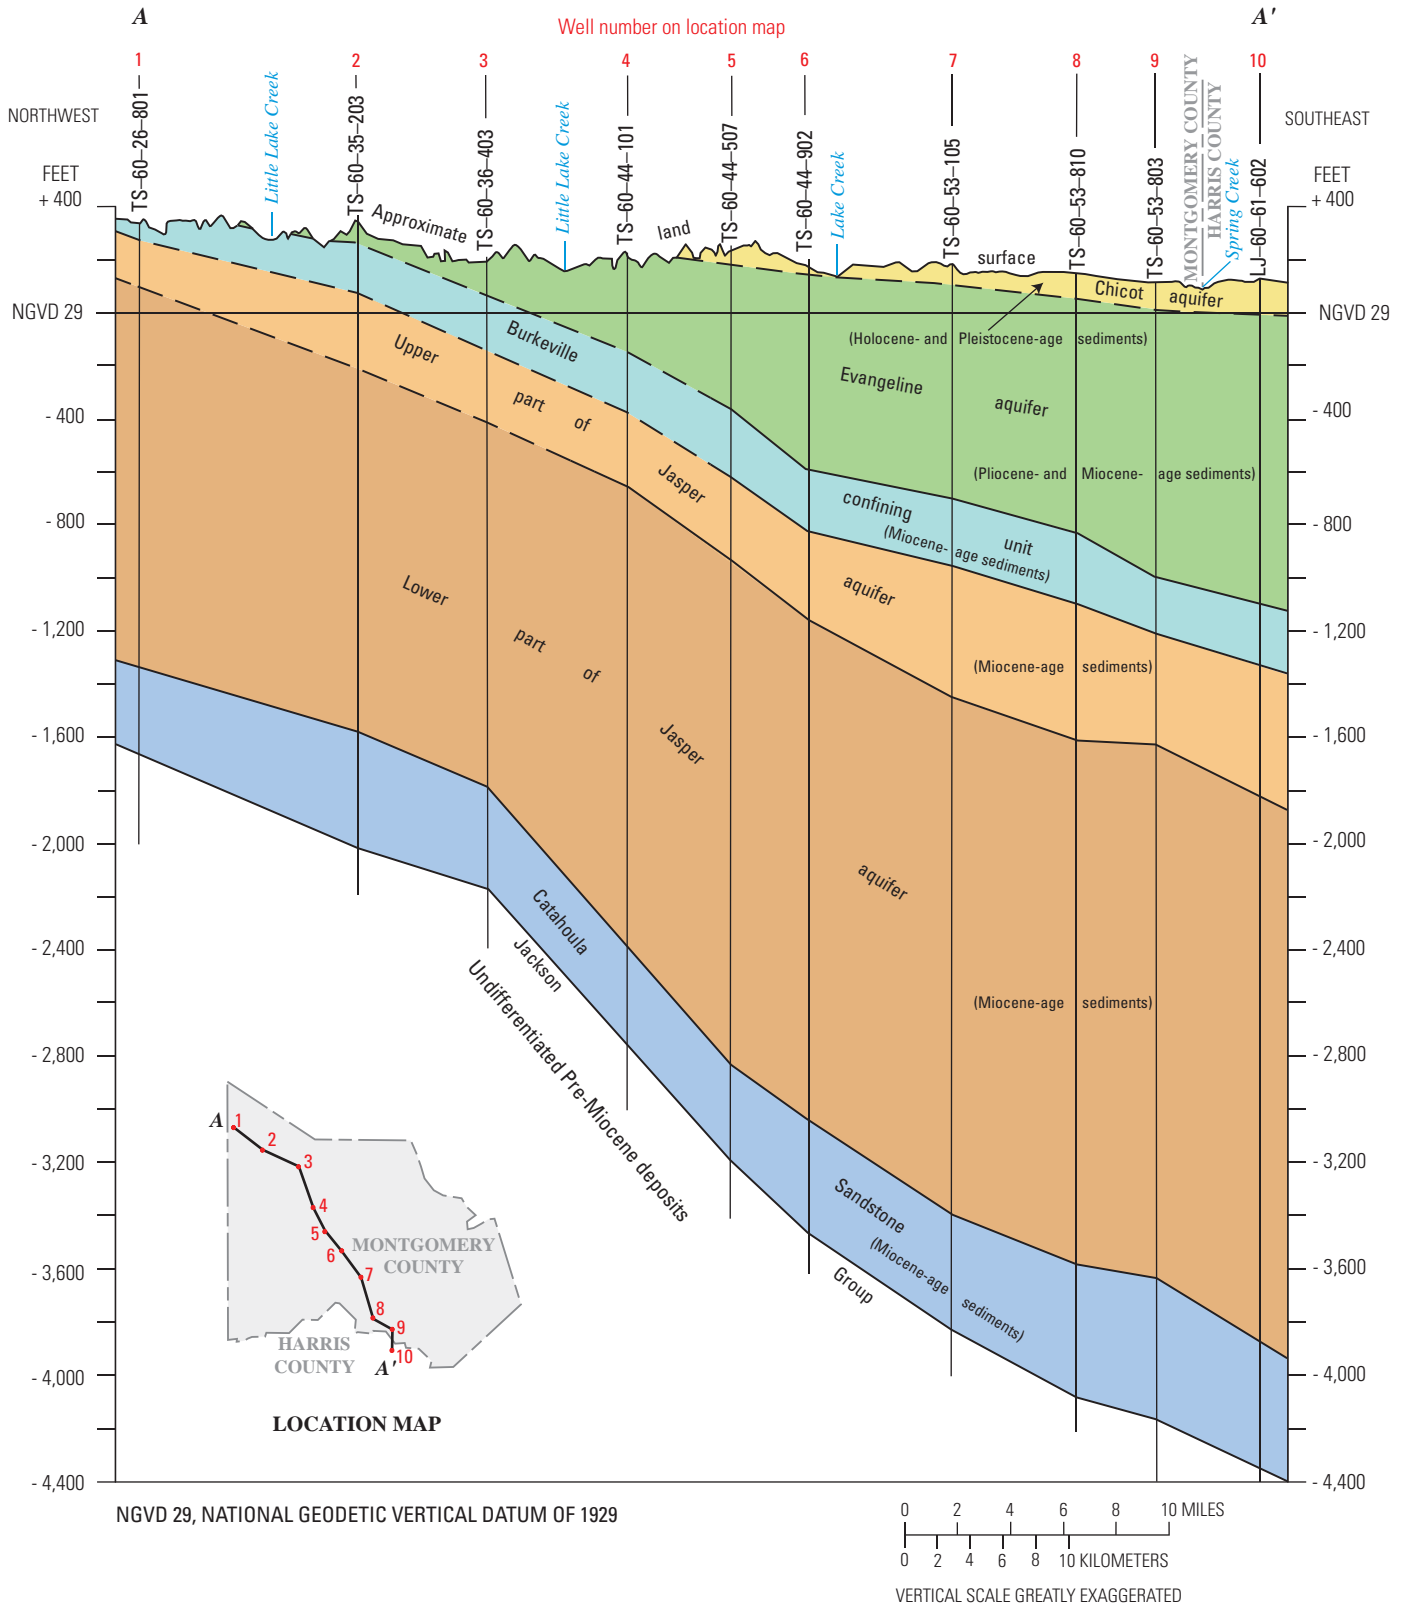 A
A'
Well number on location map
1
2
3
4
5
6
7
8
9
10
NORTHWEST
SOUTHEAST
TS–60–26–801
Little Lake Creek
TS–60–35–203
TS–60–36–403
Little Lake Creek
TS–60–44–101
TS–60–44–507
TS–60–44–902
Lake Creek
TS–60–53–105
TS–60–53–810
TS–60–53–803
MONTGOMERY COUNTY
HARRIS COUNTY
Spring Creek
LJ–60–61–602
FEET
+ 400
NGVD 29
- 400
- 800
- 1,200
- 1,600
- 2,000
- 2,400
- 2,800
- 3,200
- 3,600
- 4,000
- 4,400
FEET
+ 400
NGVD 29
- 400
- 800
- 1,200
- 1,600
- 2,000
- 2,400
- 2,800
- 3,200
- 3,600
- 4,000
- 4,400
Approximate land surface
Chicot aquifer
(Holocene- and Pleistocene-age sediments)
Evangeline aquifer
(Pliocene- and Miocene- age sediments)
Burkeville confining unit
(Miocene- age sediments)
Upper part of Jasper aquifer
(Miocene-age sediments)
Lower part of Jasper aquifer
(Miocene-age sediments)
Catahoula Sandstone
(Miocene-age sediments)
Jackson Group
Undifferentiated Pre-Miocene deposits
A
1
2
3
4
5
6
7
8
9
10
A'
MONTGOMERY
COUNTY
HARRIS
COUNTY
LOCATION MAP
NGVD 29, NATIONAL GEODETIC VERTICAL DATUM OF 1929
0 2 4 6 8 10 MILES
0 2 4 6 8 10 KILOMETERS
VERTICAL SCALE GREATLY EXAGGERATED